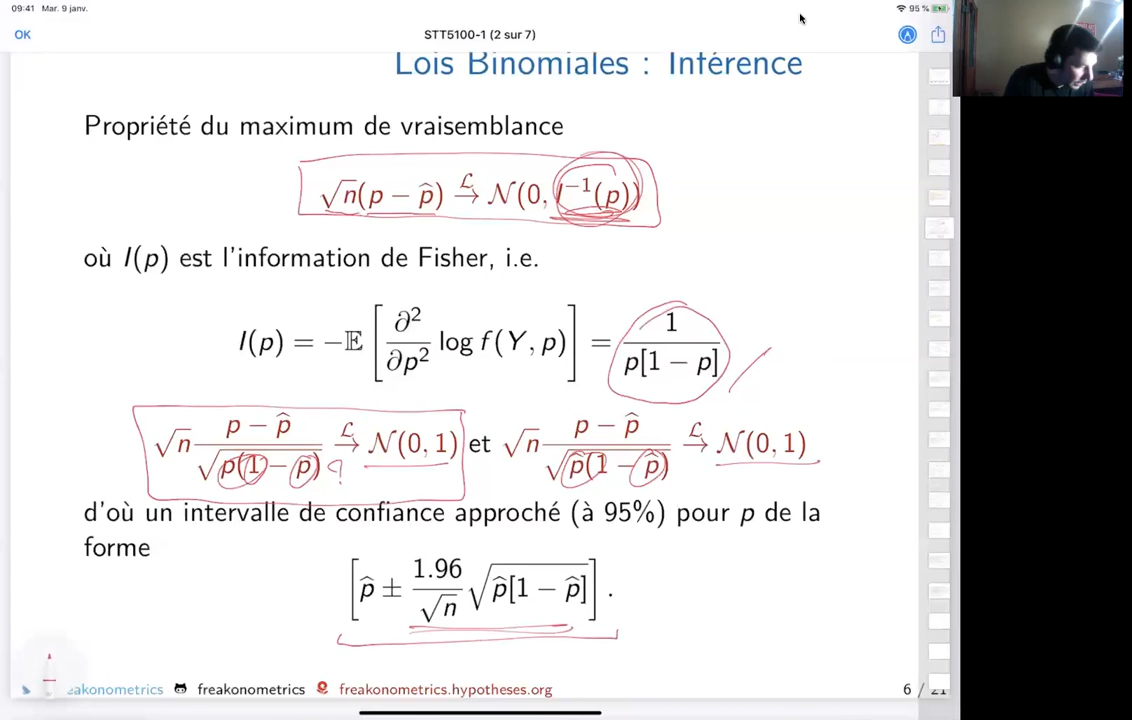 09:41 Mar. 9 janv.
95 %
OK
STT5100-1 (2 sur 7)
Lois Binomiales : Inférence
Propriété du maximum de vraisemblance
√n(p − p̂) →^ℒ 𝒩(0, I⁻¹(p))
où I(p) est l'information de Fisher, i.e.
I(p) = −𝔼[∂²/∂p² log f(Y, p)] = 1/(p[1 − p])
√n (p − p̂)/√(p(1 − p)) →^ℒ 𝒩(0, 1) et √n (p − p̂)/√(p̂(1 − p̂)) →^ℒ 𝒩(0, 1)
d'où un intervalle de confiance approché (à 95%) pour p de la
forme
[p̂ ± 1.96/√n √(p̂[1 − p̂])].
akonometrics freakonometrics freakonometrics.hypotheses.org 6 / 21